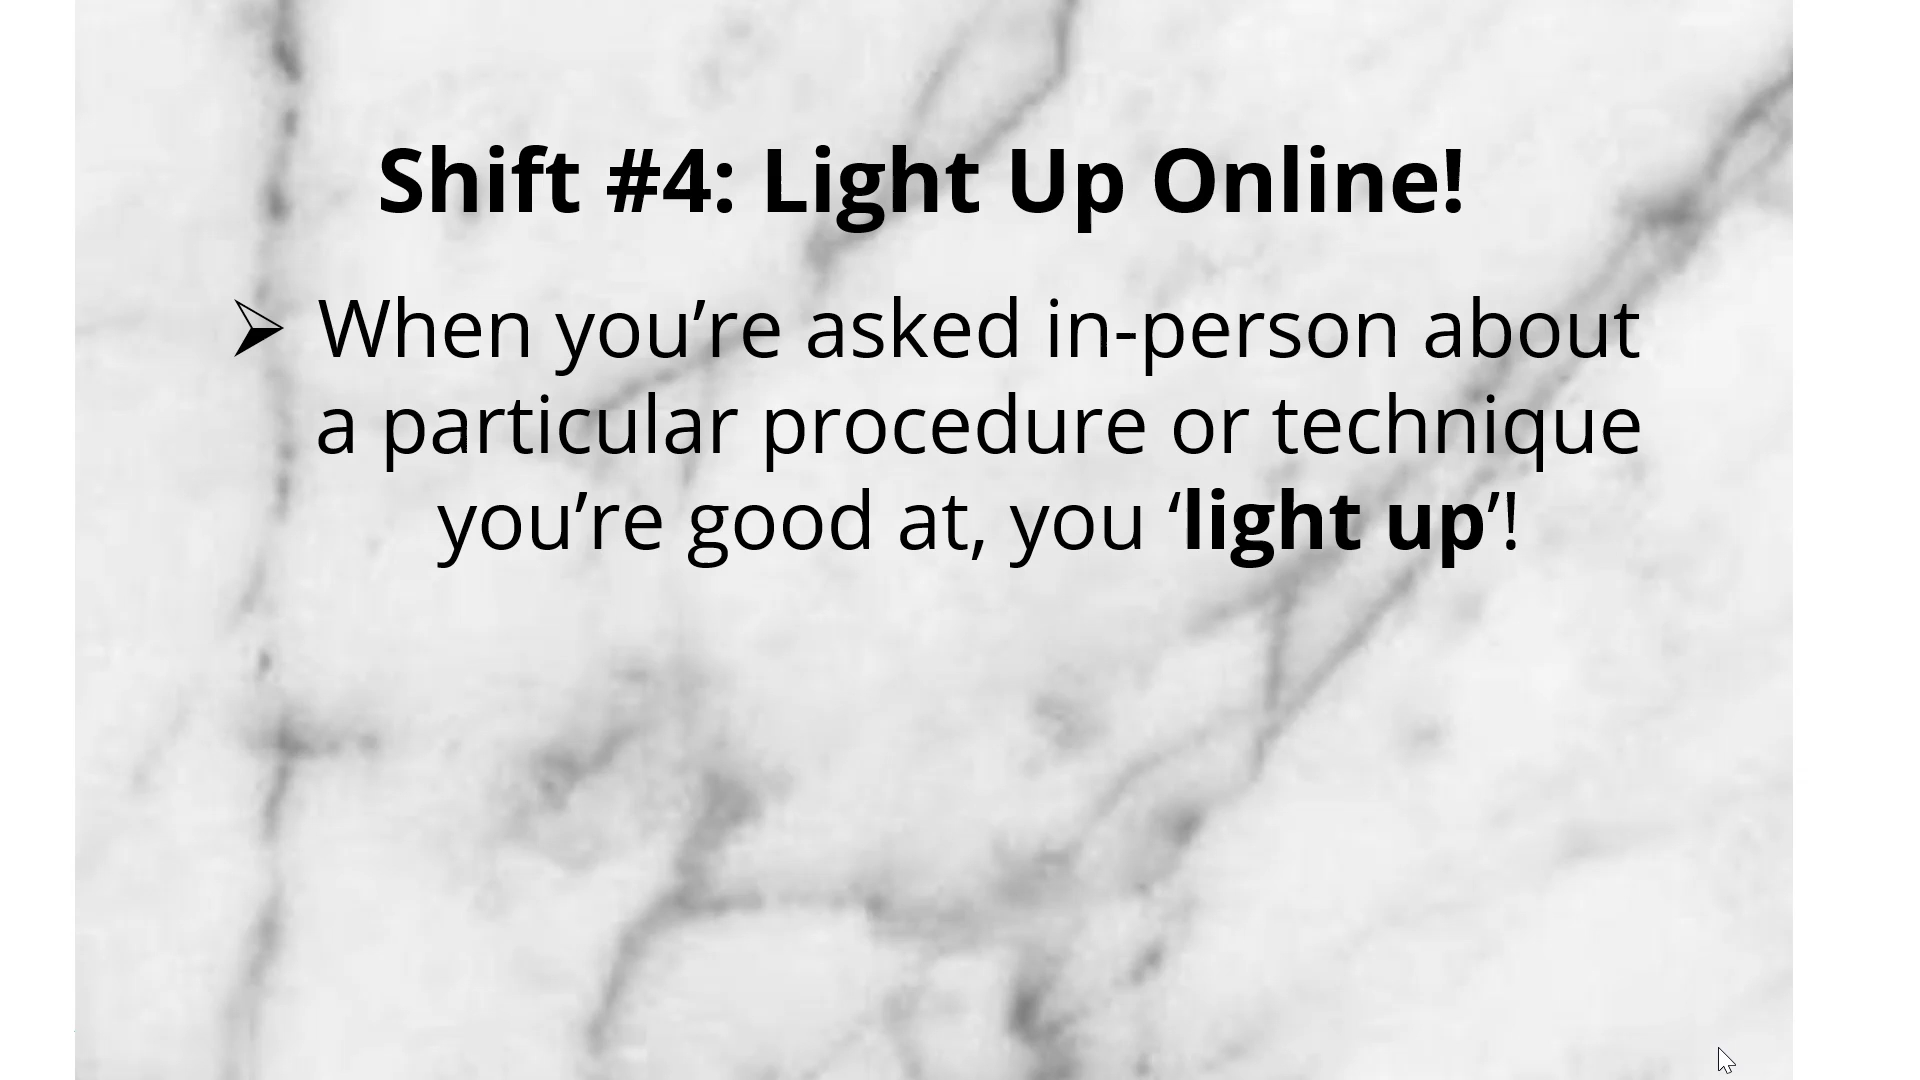 Shift #4: Light Up Online!
➢ When you’re asked in-person about
a particular procedure or technique
you’re good at, you ‘light up’!